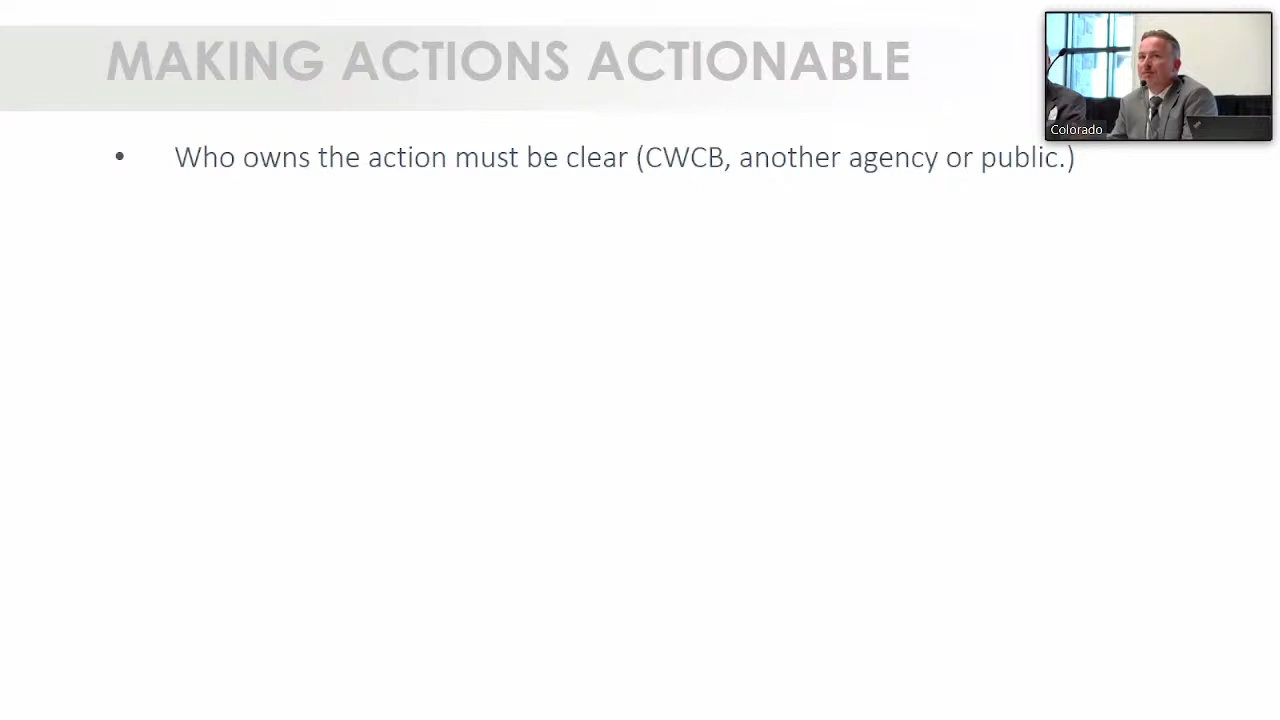 MAKING ACTIONS ACTIONABLE
Colorado
• Who owns the action must be clear (CWCB, another agency or public.)